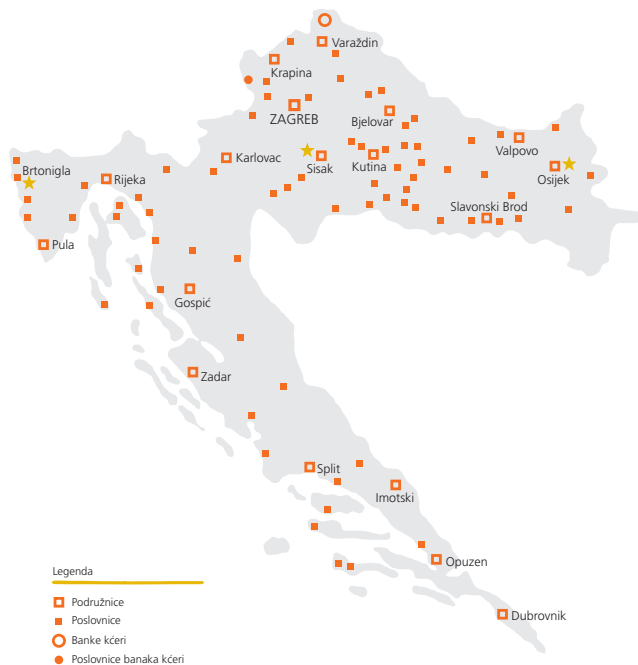 Varaždin
Krapina
ZAGREB
Bjelovar
Valpovo
Karlovac
Sisak
Kutina
Osijek
Brtonigla
Rijeka
Slavonski Brod
Pula
Gospić
Zadar
Split
Imotski
Opuzen
Dubrovnik
Legenda
Podružnice
Poslovnice
Banke kćeri
Poslovnice banaka kćeri